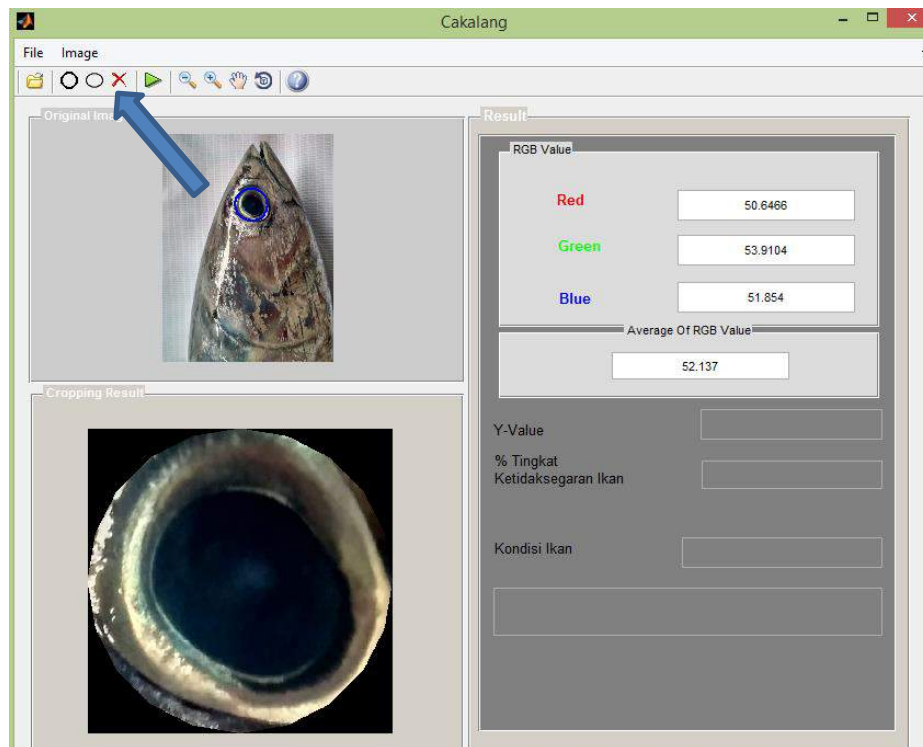 Cakalang
File Image
Original Ima
Result
RGB Value
Red 50.6466
Green 53.9104
Blue 51.854
Average Of RGB Value
52.137
Cropping Result
Y-Value
% Tingkat
Ketidaksegaran Ikan
Kondisi Ikan